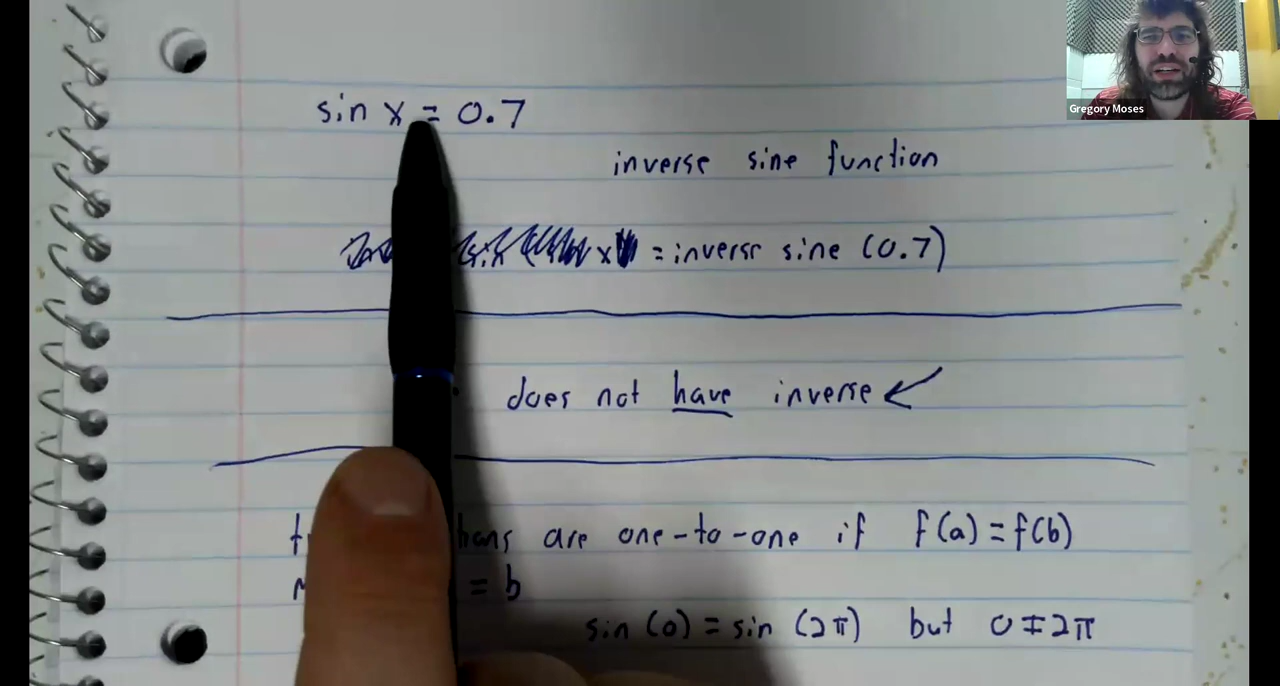 sin x = 0.7
Gregory Moses
inverse sine function
x = inverse sine (0.7)
does not have inverse
are one-to-one if f(a) = f(b)
= b
sin (0) = sin (2π) but 0 ≠ 2π